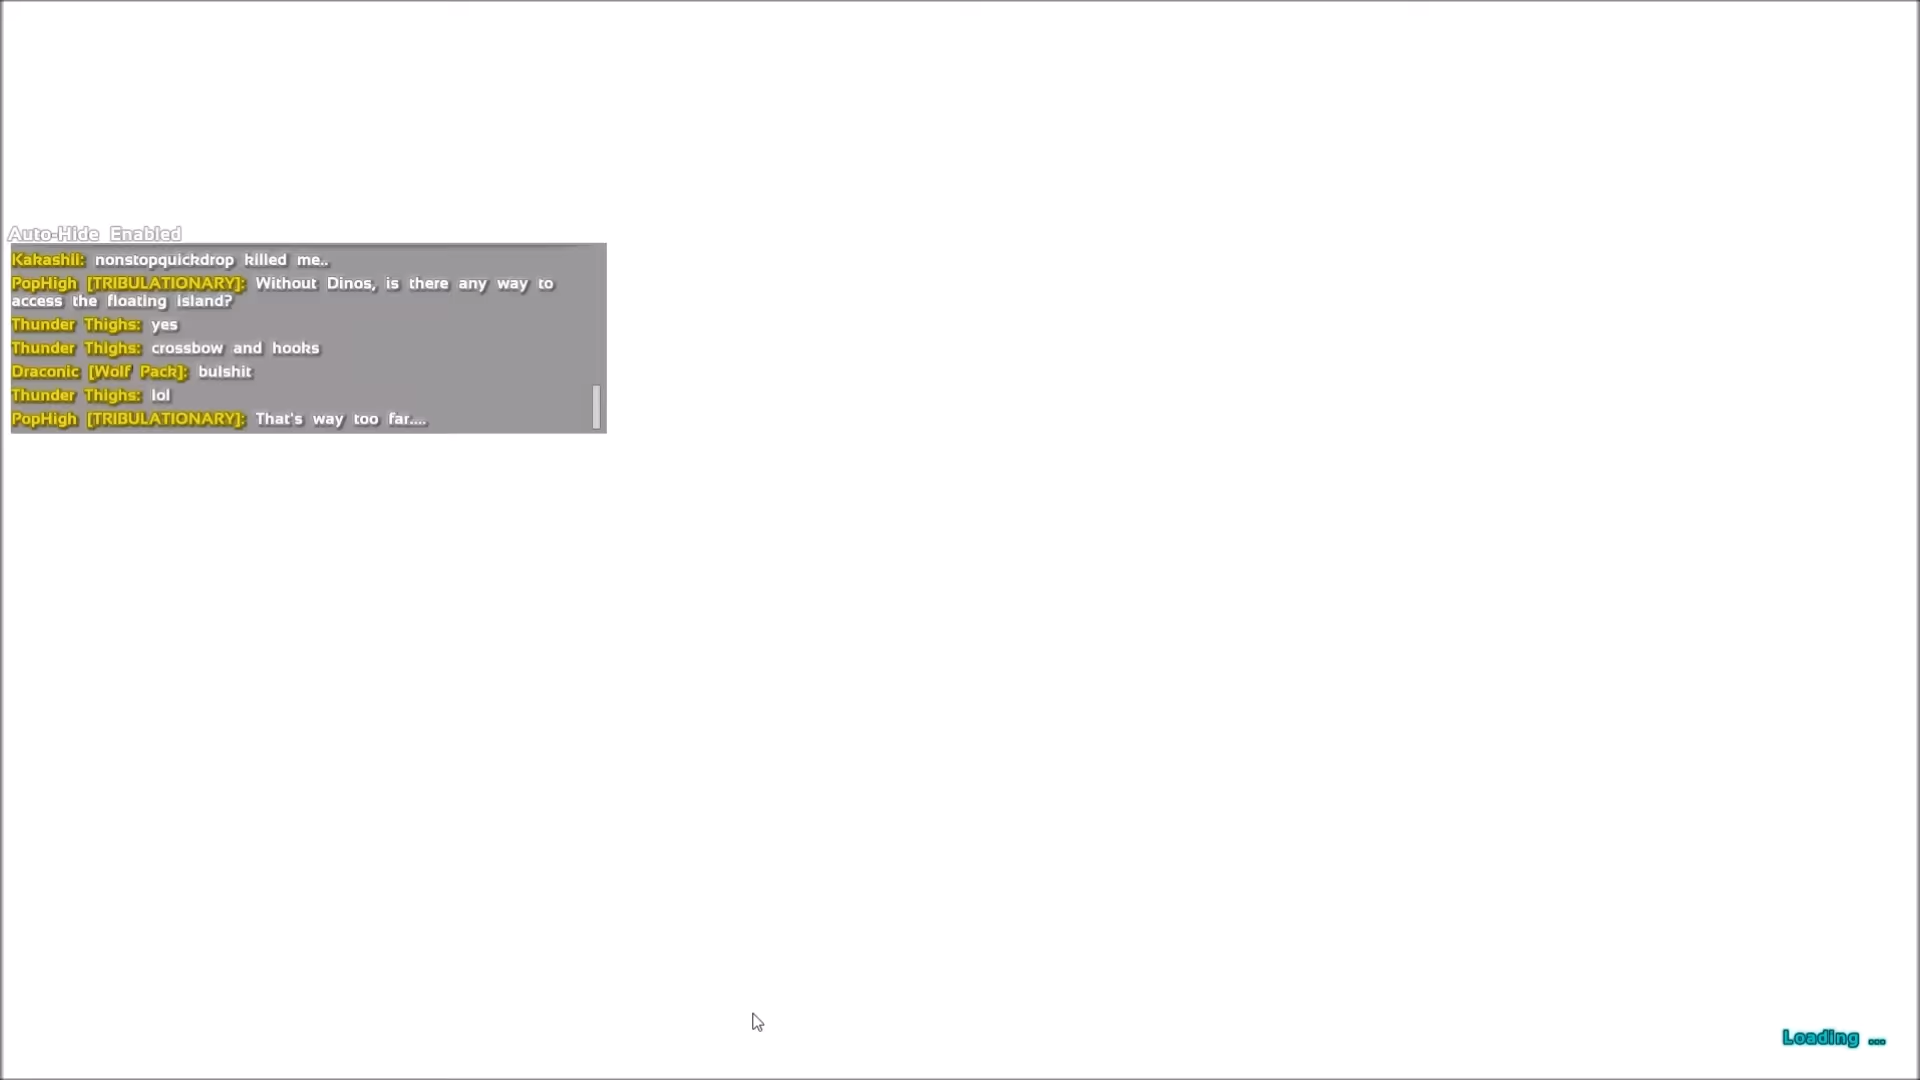 Auto-Hide Enabled
Kakashii: nonstopquickdrop killed me..
PopHigh [TRIBULATIONARY]: Without Dinos, is there any way to
access the floating island?
Thunder Thighs: yes
Thunder Thighs: crossbow and hooks
Draconic [Wolf Pack]: bulshit
Thunder Thighs: lol
PopHigh [TRIBULATIONARY]: That's way too far....
Loading ...